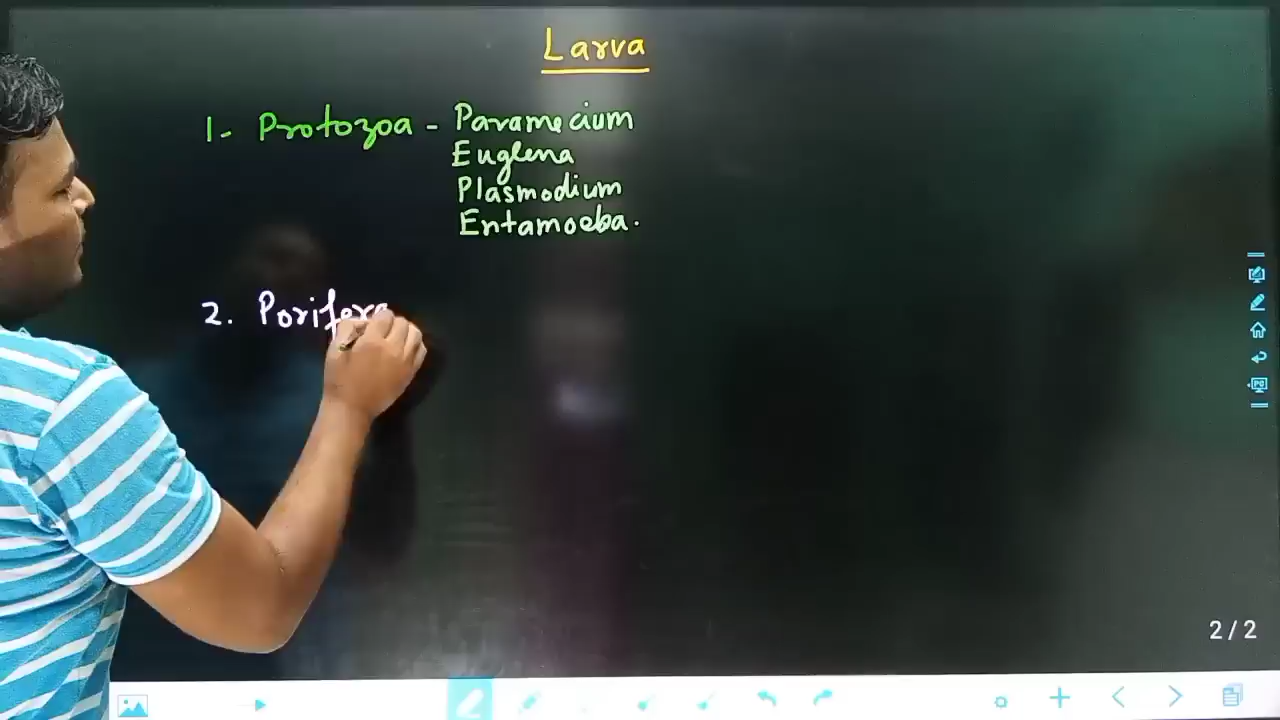 Larva
1- Protozoa - Paramecium
Euglena
Plasmodium
Entamoeba.
2. Porifera
2/2